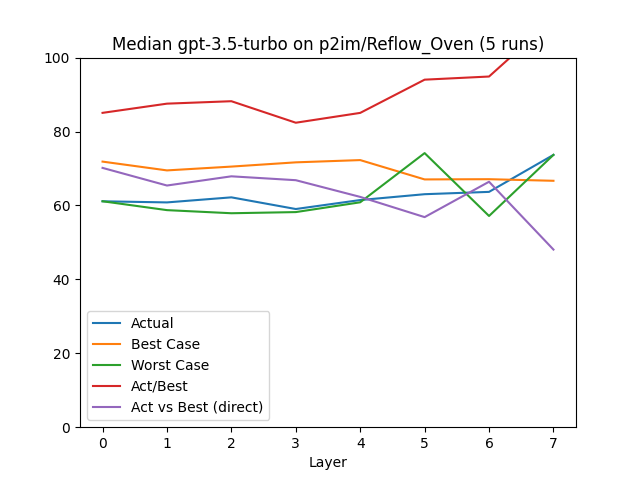 Median gpt-3.5-turbo on p2im/Reflow_Oven (5 runs)
100
80
60
40
20
0
Actual
Best Case
Worst Case
Act/Best
Act vs Best (direct)
0 1 2 3 4 5 6 7
Layer